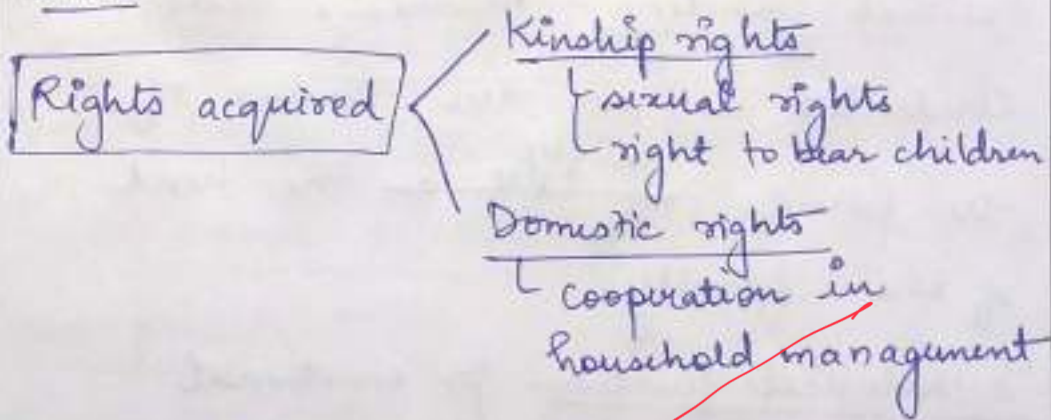 Kinship rights
Rights acquired
sexual rights
right to bear children
Domestic rights
cooperation in
household management